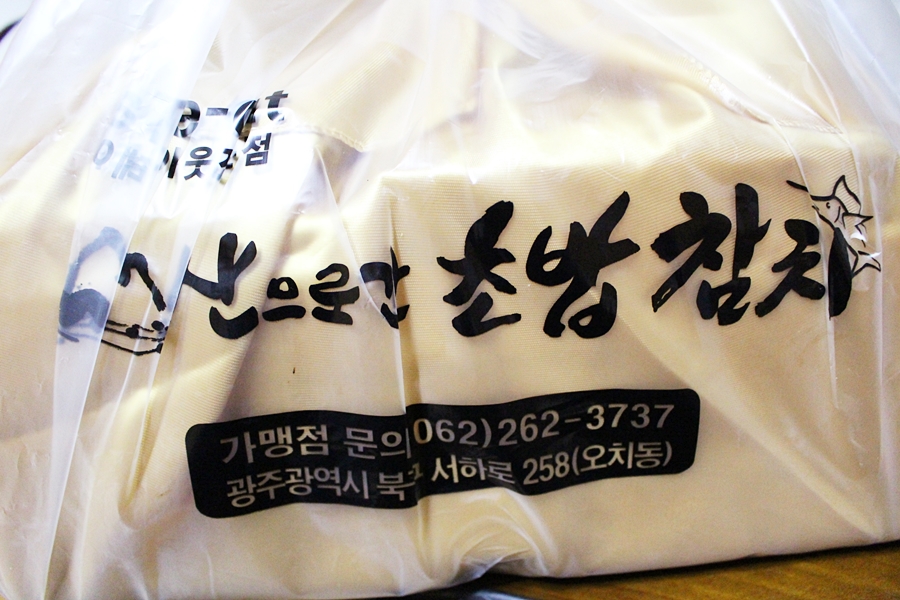 산으로간 초밥 참치
가맹점 문의 062)262-3737
광주광역시 북구 서하로 258(오치동)